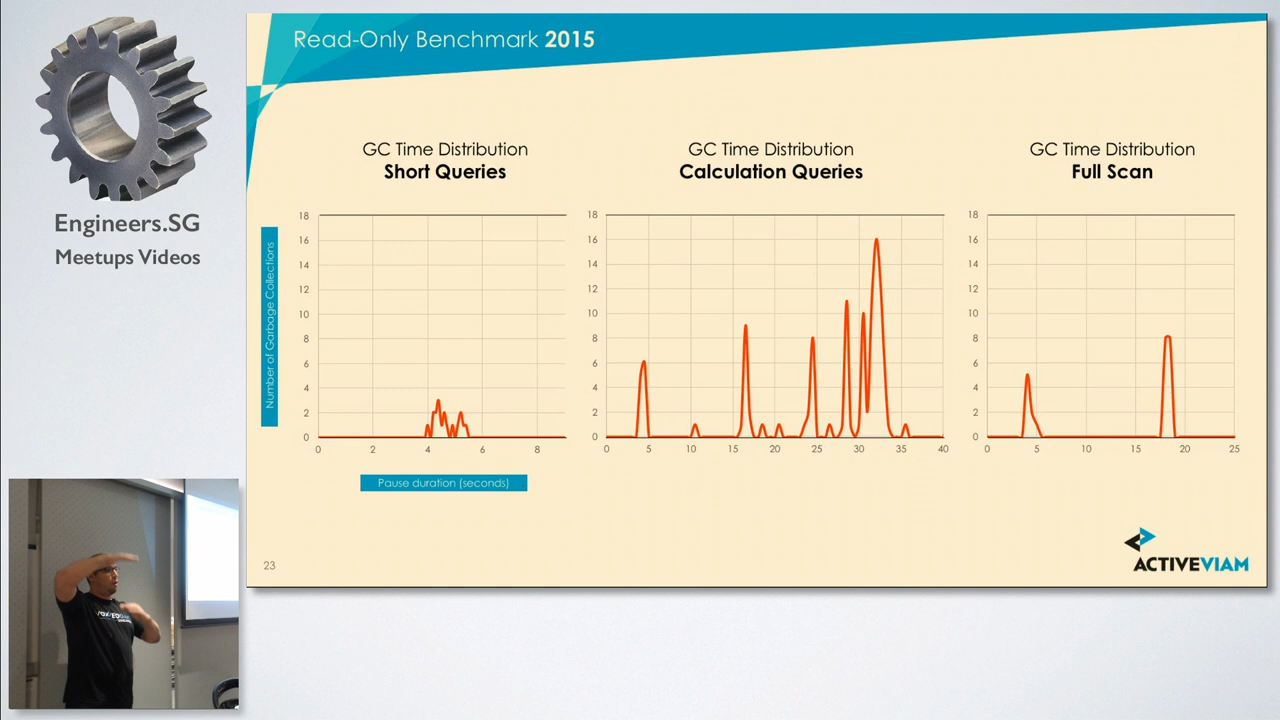 Read-Only Benchmark 2015
Engineers.SG
Meetups Videos
GC Time Distribution
Short Queries
GC Time Distribution
Calculation Queries
GC Time Distribution
Full Scan
Number of Garbage Collections
18
16
14
12
10
8
6
4
2
0
0 2 4 6 8
18
16
14
12
10
8
6
4
2
0
0 5 10 15 20 25 30 35 40
18
16
14
12
10
8
6
4
2
0
0 5 10 15 20 25
Pause duration (seconds)
23
ACTIVEVIAM